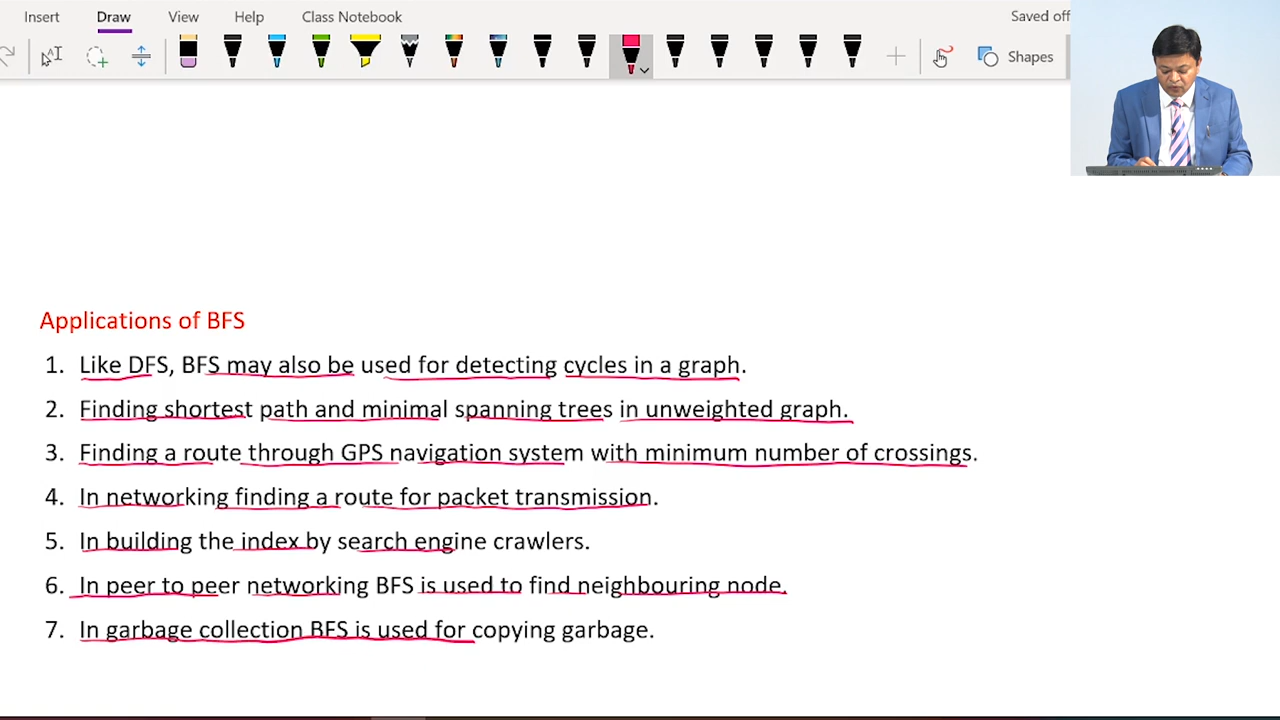 Insert Draw View Help Class Notebook Saved off
Shapes
Applications of BFS
1. Like DFS, BFS may also be used for detecting cycles in a graph.
2. Finding shortest path and minimal spanning trees in unweighted graph.
3. Finding a route through GPS navigation system with minimum number of crossings.
4. In networking finding a route for packet transmission.
5. In building the index by search engine crawlers.
6. In peer to peer networking BFS is used to find neighbouring node.
7. In garbage collection BFS is used for copying garbage.